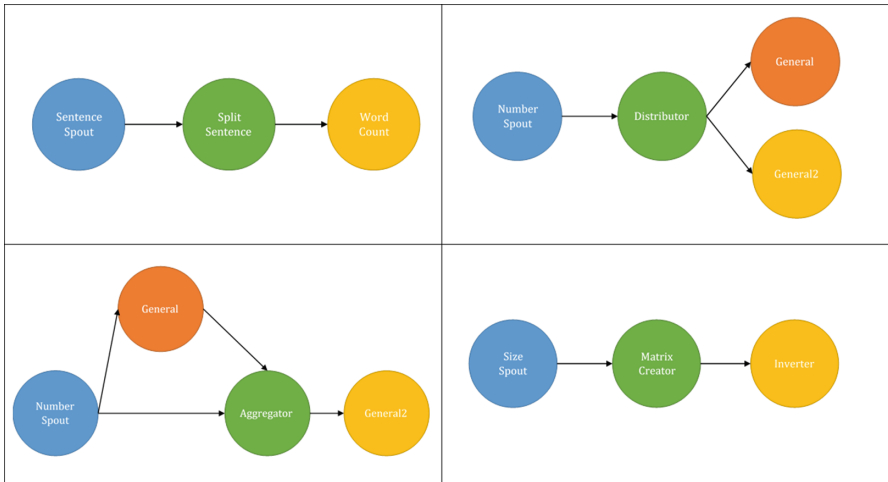 Sentence
Spout
Split
Sentence
Word
Count
Number
Spout
Distributor
General
General2
General
Number
Spout
Aggregator
General2
Size
Spout
Matrix
Creator
Inverter